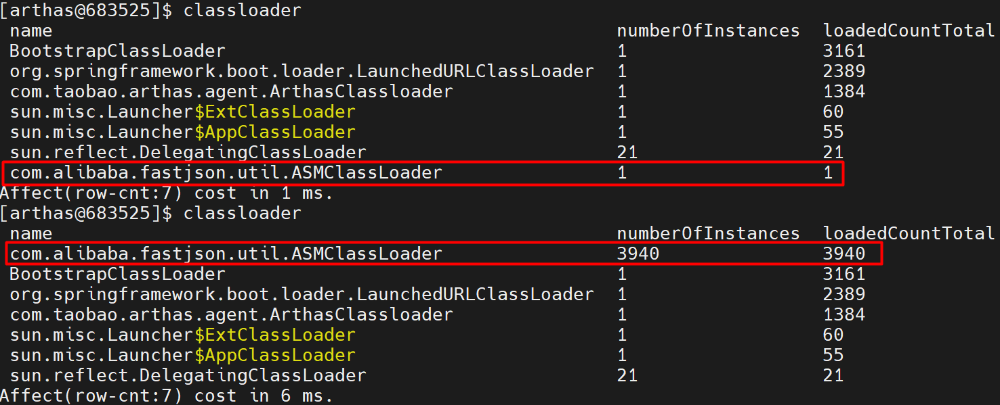 [arthas@683525]$ classloader
name numberOfInstances loadedCountTotal
BootstrapClassLoader 1 3161
org.springframework.boot.loader.LaunchedURLClassLoader 1 2389
com.taobao.arthas.agent.ArthasClassloader 1 1384
sun.misc.Launcher$ExtClassLoader 1 60
sun.misc.Launcher$AppClassLoader 1 55
sun.reflect.DelegatingClassLoader 21 21
com.alibaba.fastjson.util.ASMClassLoader 1 1
Affect(row-cnt:7) cost in 1 ms.
[arthas@683525]$ classloader
name numberOfInstances loadedCountTotal
com.alibaba.fastjson.util.ASMClassLoader 3940 3940
BootstrapClassLoader 1 3161
org.springframework.boot.loader.LaunchedURLClassLoader 1 2389
com.taobao.arthas.agent.ArthasClassloader 1 1384
sun.misc.Launcher$ExtClassLoader 1 60
sun.misc.Launcher$AppClassLoader 1 55
sun.reflect.DelegatingClassLoader 21 21
Affect(row-cnt:7) cost in 6 ms.